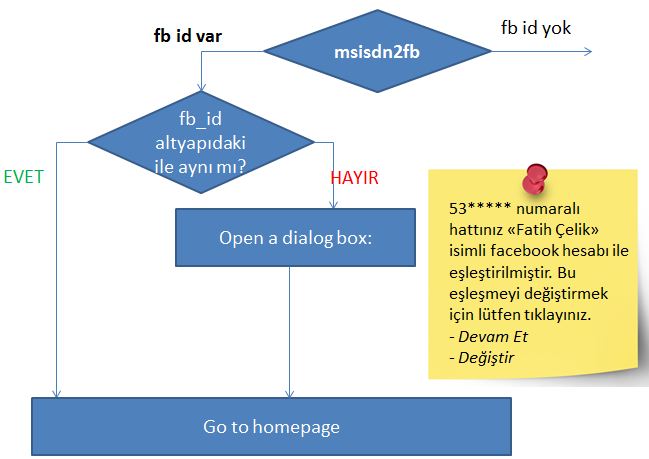 fb id var
msisdn2fb
fb id yok
fb_id
altyapıdaki
ile aynı mı?
EVET
HAYIR
Open a dialog box:
53***** numaralı
hattınız «Fatih Çelik»
isimli facebook hesabı ile
eşleştirilmiştir. Bu
eşleşmeyi değiştirmek
için lütfen tıklayınız.
- Devam Et
- Değiştir
Go to homepage